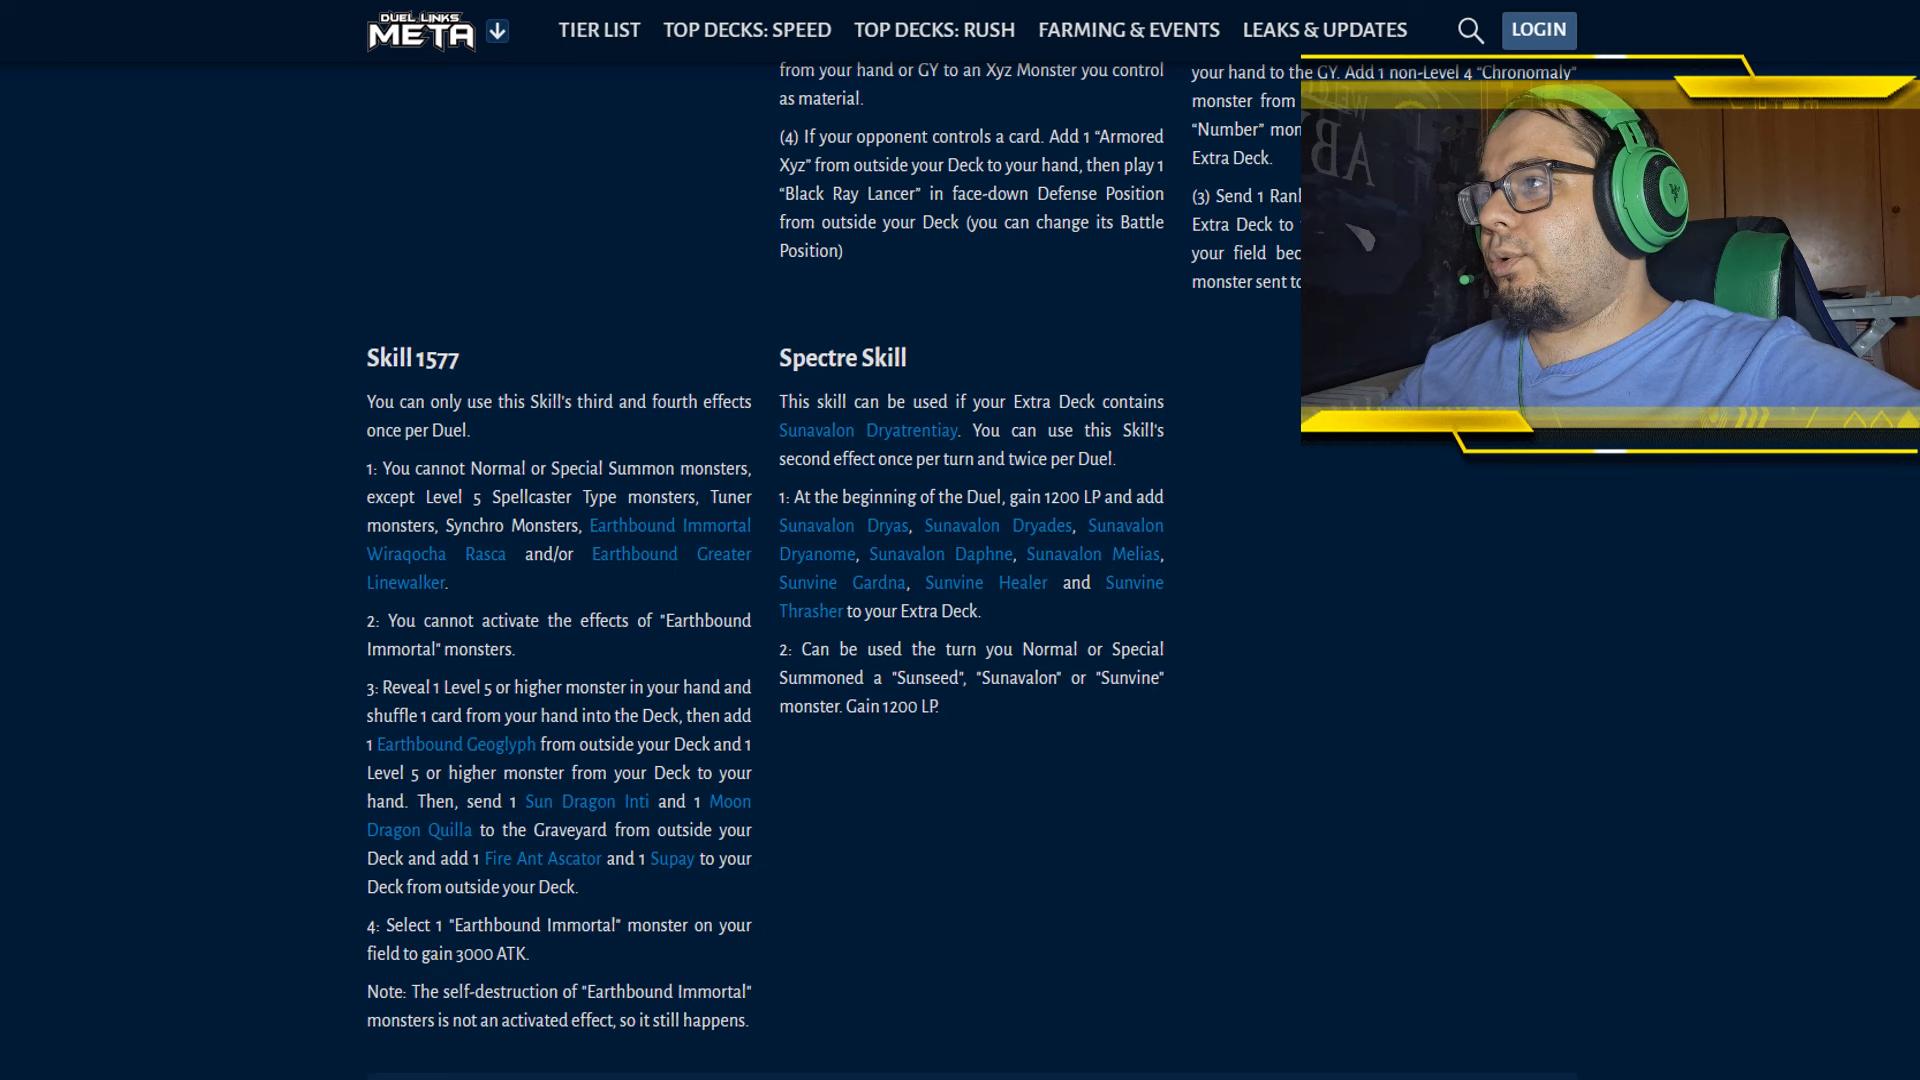 DUEL LINKS
META
TIER LIST
TOP DECKS: SPEED
TOP DECKS: RUSH
FARMING & EVENTS
LEAKS & UPDATES
LOGIN
from your hand or GY to an Xyz Monster you control
as material.
(4) If your opponent controls a card. Add 1 “Armored
Xyz” from outside your Deck to your hand, then play 1
“Black Ray Lancer” in face-down Defense Position
from outside your Deck (you can change its Battle
Position)
your hand to the GY. Add 1 non-Level 4 “Chronomaly”
monster from
“Number” mon
Extra Deck.
(3) Send 1 Ran
Extra Deck to
your field bec
monster sent to
Skill 1577
You can only use this Skill's third and fourth effects
once per Duel.
1: You cannot Normal or Special Summon monsters,
except Level 5 Spellcaster Type monsters, Tuner
monsters, Synchro Monsters, Earthbound Immortal
Wiraqocha Rasca and/or Earthbound Greater
Linewalker.
2: You cannot activate the effects of "Earthbound
Immortal" monsters.
3: Reveal 1 Level 5 or higher monster in your hand and
shuffle 1 card from your hand into the Deck, then add
1 Earthbound Geoglyph from outside your Deck and 1
Level 5 or higher monster from your Deck to your
hand. Then, send 1 Sun Dragon Inti and 1 Moon
Dragon Quilla to the Graveyard from outside your
Deck and add 1 Fire Ant Ascator and 1 Supay to your
Deck from outside your Deck.
4: Select 1 "Earthbound Immortal" monster on your
field to gain 3000 ATK.
Note: The self-destruction of "Earthbound Immortal"
monsters is not an activated effect, so it still happens.
Spectre Skill
This skill can be used if your Extra Deck contains
Sunavalon Dryatrentiay. You can use this Skill's
second effect once per turn and twice per Duel.
1: At the beginning of the Duel, gain 1200 LP and add
Sunavalon Dryas, Sunavalon Dryades, Sunavalon
Dryanome, Sunavalon Daphne, Sunavalon Melias,
Sunvine Gardna, Sunvine Healer and Sunvine
Thrasher to your Extra Deck.
2: Can be used the turn you Normal or Special
Summoned a "Sunseed", "Sunavalon" or "Sunvine"
monster. Gain 1200 LP.